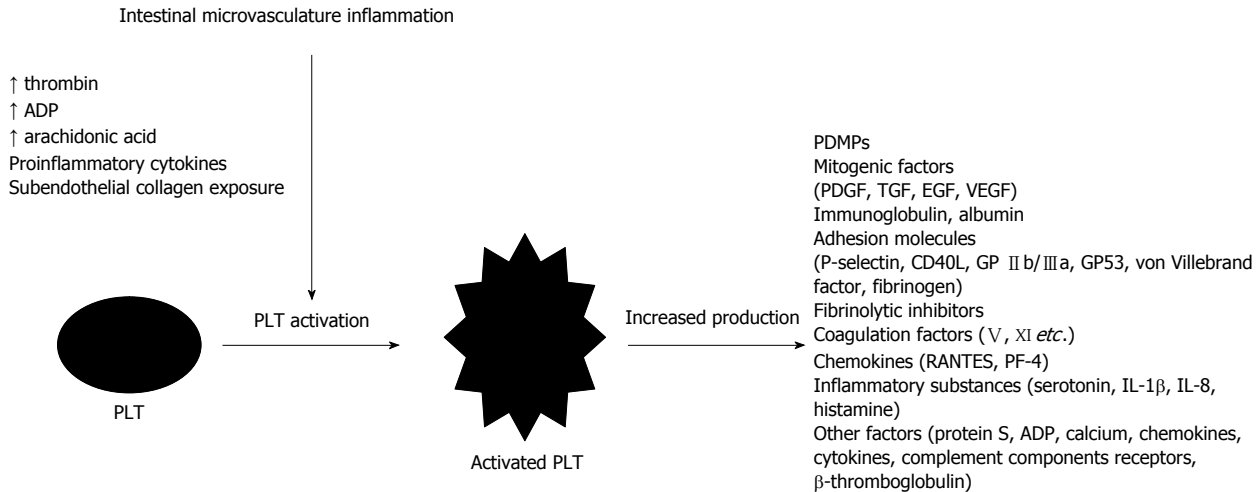 Intestinal microvasculature inflammation
↑ thrombin
↑ ADP
↑ arachidonic acid
Proinflammatory cytokines
Subendothelial collagen exposure
PLT activation
PLT
Activated PLT
Increased production
PDMPs
Mitogenic factors
(PDGF, TGF, EGF, VEGF)
Immunoglobulin, albumin
Adhesion molecules
(P-selectin, CD40L, GP Ⅱb/Ⅲa, GP53, von Villebrand
factor, fibrinogen)
Fibrinolytic inhibitors
Coagulation factors (Ⅴ, Ⅺ etc.)
Chemokines (RANTES, PF-4)
Inflammatory substances (serotonin, IL-1β, IL-8,
histamine)
Other factors (protein S, ADP, calcium, chemokines,
cytokines, complement components receptors,
β-thromboglobulin)